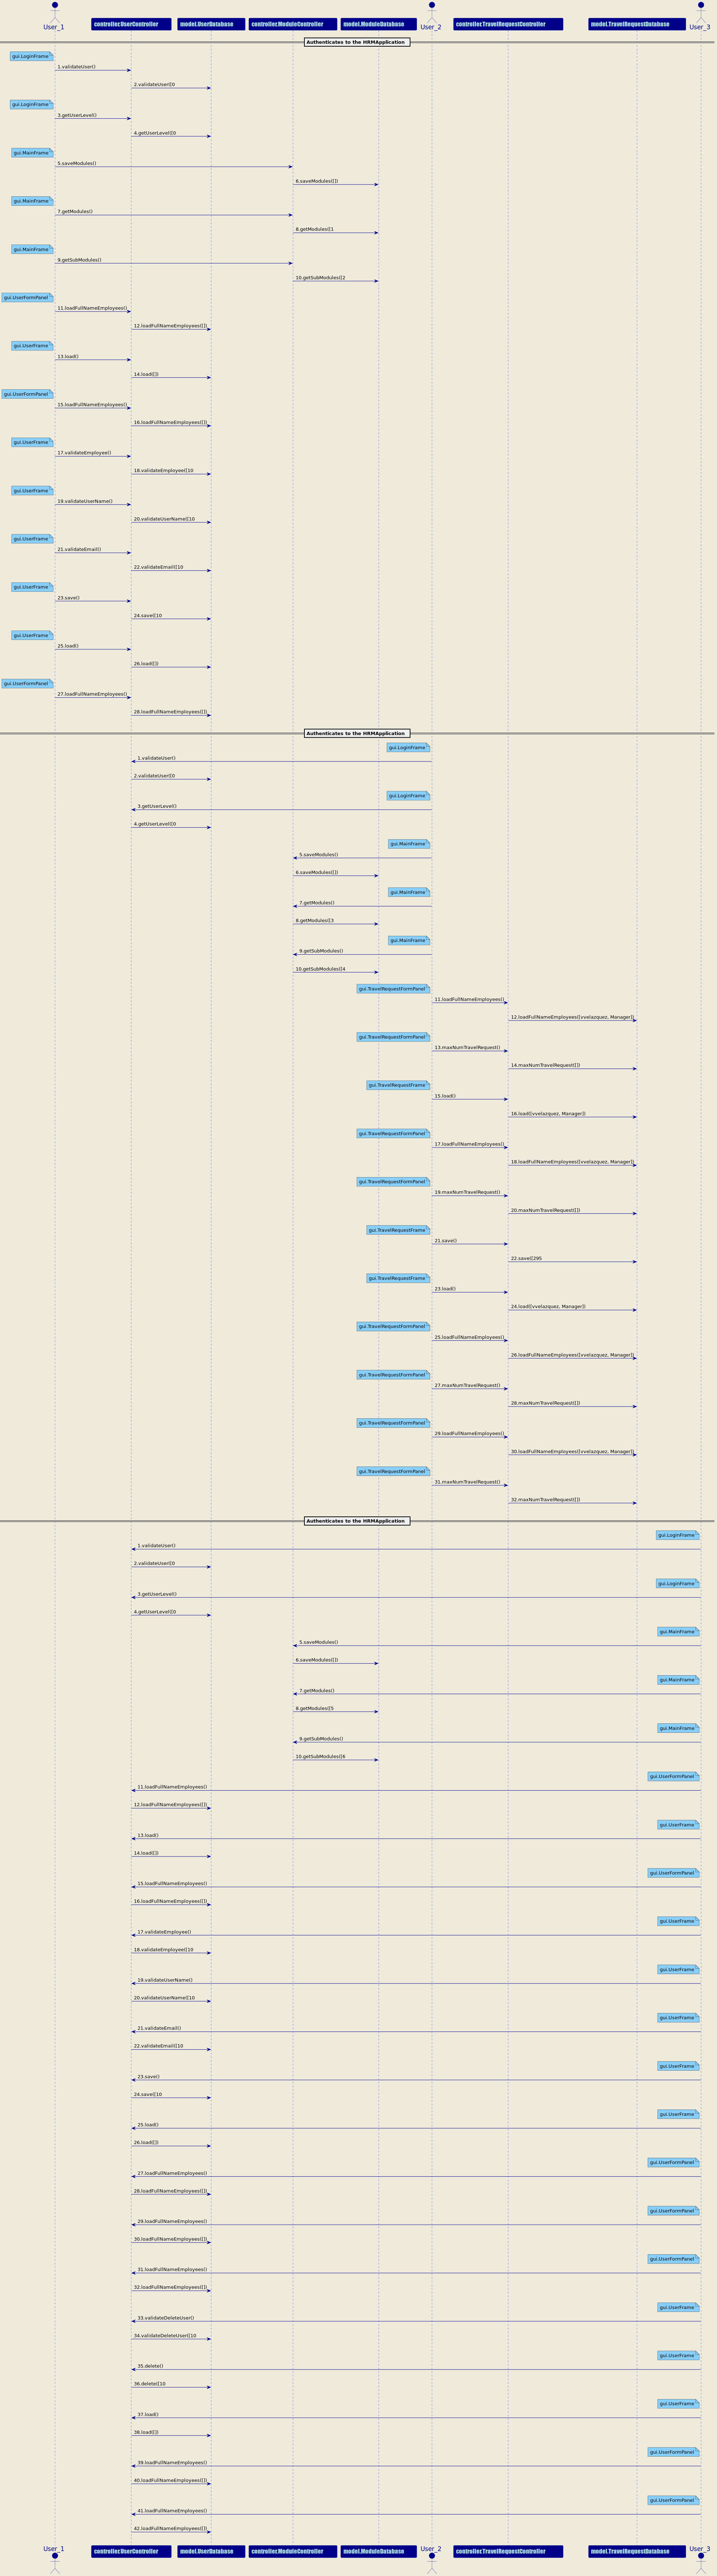 User_1
controller.UserController
model.UserDatabase
controller.ModuleController
model.ModuleDatabase
User_2
controller.TravelRequestController
model.TravelRequestDatabase
User_3
Authenticates to the HRMApplication
gui.LoginFrame
1.validateUser()
2.validateUser([0
gui.LoginFrame
3.getUserLevel()
4.getUserLevel([0
gui.MainFrame
5.saveModules()
6.saveModules([])
gui.MainFrame
7.getModules()
8.getModules([1
gui.MainFrame
9.getSubModules()
10.getSubModules([2
gui.UserFormPanel
11.loadFullNameEmployees()
12.loadFullNameEmployees([])
gui.UserFrame
13.load()
14.load([])
gui.UserFormPanel
15.loadFullNameEmployees()
16.loadFullNameEmployees([])
gui.UserFrame
17.validateEmployee()
18.validateEmployee([10
gui.UserFrame
19.validateUserName()
20.validateUserName([10
gui.UserFrame
21.validateEmail()
22.validateEmail([10
gui.UserFrame
23.save()
24.save([10
gui.UserFrame
25.load()
26.load([])
gui.UserFormPanel
27.loadFullNameEmployees()
28.loadFullNameEmployees([])
Authenticates to the HRMApplication
gui.LoginFrame
1.validateUser()
2.validateUser([0
gui.LoginFrame
3.getUserLevel()
4.getUserLevel([0
gui.MainFrame
5.saveModules()
6.saveModules([])
gui.MainFrame
7.getModules()
8.getModules([3
gui.MainFrame
9.getSubModules()
10.getSubModules([4
gui.TravelRequestFormPanel
11.loadFullNameEmployees()
12.loadFullNameEmployees([vvelazquez, Manager])
gui.TravelRequestFormPanel
13.maxNumTravelRequest()
14.maxNumTravelRequest([])
gui.TravelRequestFrame
15.load()
16.load([vvelazquez, Manager])
gui.TravelRequestFormPanel
17.loadFullNameEmployees()
18.loadFullNameEmployees([vvelazquez, Manager])
gui.TravelRequestFormPanel
19.maxNumTravelRequest()
20.maxNumTravelRequest([])
gui.TravelRequestFrame
21.save()
22.save([295
gui.TravelRequestFrame
23.load()
24.load([vvelazquez, Manager])
gui.TravelRequestFormPanel
25.loadFullNameEmployees()
26.loadFullNameEmployees([vvelazquez, Manager])
gui.TravelRequestFormPanel
27.maxNumTravelRequest()
28.maxNumTravelRequest([])
gui.TravelRequestFormPanel
29.loadFullNameEmployees()
30.loadFullNameEmployees([vvelazquez, Manager])
gui.TravelRequestFormPanel
31.maxNumTravelRequest()
32.maxNumTravelRequest([])
Authenticates to the HRMApplication
gui.LoginFrame
1.validateUser()
2.validateUser([0
gui.LoginFrame
3.getUserLevel()
4.getUserLevel([0
gui.MainFrame
5.saveModules()
6.saveModules([])
gui.MainFrame
7.getModules()
8.getModules([5
gui.MainFrame
9.getSubModules()
10.getSubModules([6
gui.UserFormPanel
11.loadFullNameEmployees()
12.loadFullNameEmployees([])
gui.UserFrame
13.load()
14.load([])
gui.UserFormPanel
15.loadFullNameEmployees()
16.loadFullNameEmployees([])
gui.UserFrame
17.validateEmployee()
18.validateEmployee([10
gui.UserFrame
19.validateUserName()
20.validateUserName([10
gui.UserFrame
21.validateEmail()
22.validateEmail([10
gui.UserFrame
23.save()
24.save([10
gui.UserFrame
25.load()
26.load([])
gui.UserFormPanel
27.loadFullNameEmployees()
28.loadFullNameEmployees([])
gui.UserFormPanel
29.loadFullNameEmployees()
30.loadFullNameEmployees([])
gui.UserFormPanel
31.loadFullNameEmployees()
32.loadFullNameEmployees([])
gui.UserFrame
33.validateDeleteUser()
34.validateDeleteUser([10
gui.UserFrame
35.delete()
36.delete([10
gui.UserFrame
37.load()
38.load([])
gui.UserFormPanel
39.loadFullNameEmployees()
40.loadFullNameEmployees([])
gui.UserFormPanel
41.loadFullNameEmployees()
42.loadFullNameEmployees([])
User_1
controller.UserController
model.UserDatabase
controller.ModuleController
model.ModuleDatabase
User_2
controller.TravelRequestController
model.TravelRequestDatabase
User_3